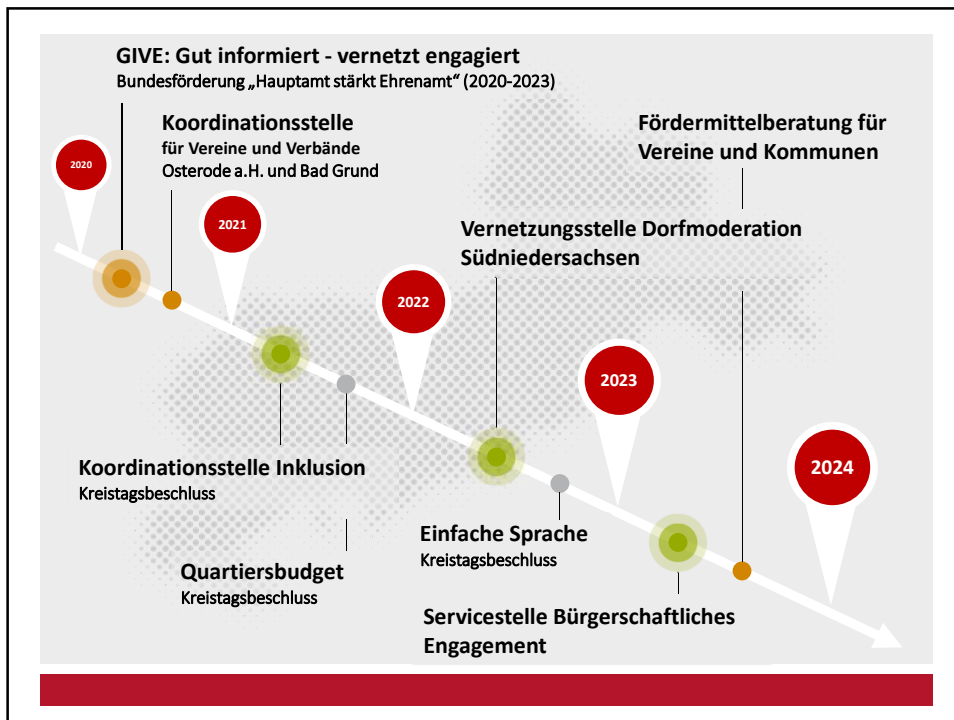 GIVE: Gut informiert - vernetzt engagiert
Bundesförderung „Hauptamt stärkt Ehrenamt“ (2020-2023)
Koordinationsstelle
für Vereine und Verbände
Osterode a.H. und Bad Grund
Fördermittelberatung für
Vereine und Kommunen
2020
2021
Vernetzungsstelle Dorfmoderation
Südniedersachsen
2022
2023
Koordinationsstelle Inklusion
Kreistagsbeschluss
2024
Einfache Sprache
Kreistagsbeschluss
Quartiersbudget
Kreistagsbeschluss
Servicestelle Bürgerschaftliches
Engagement